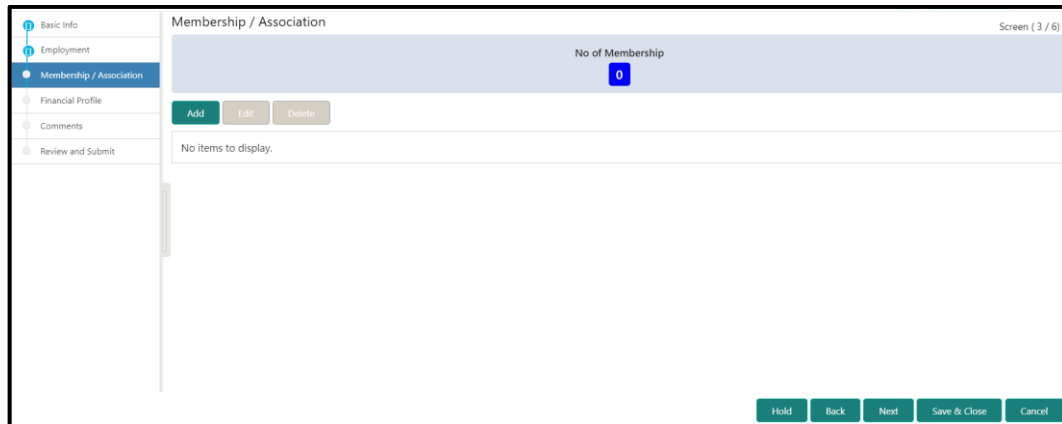 Basic Info
Employment
Membership / Association
Financial Profile
Comments
Review and Submit
Membership / Association
Screen ( 3 / 6)
No of Membership
0
Add Edit Delete
No items to display.
Hold Back Next Save & Close Cancel